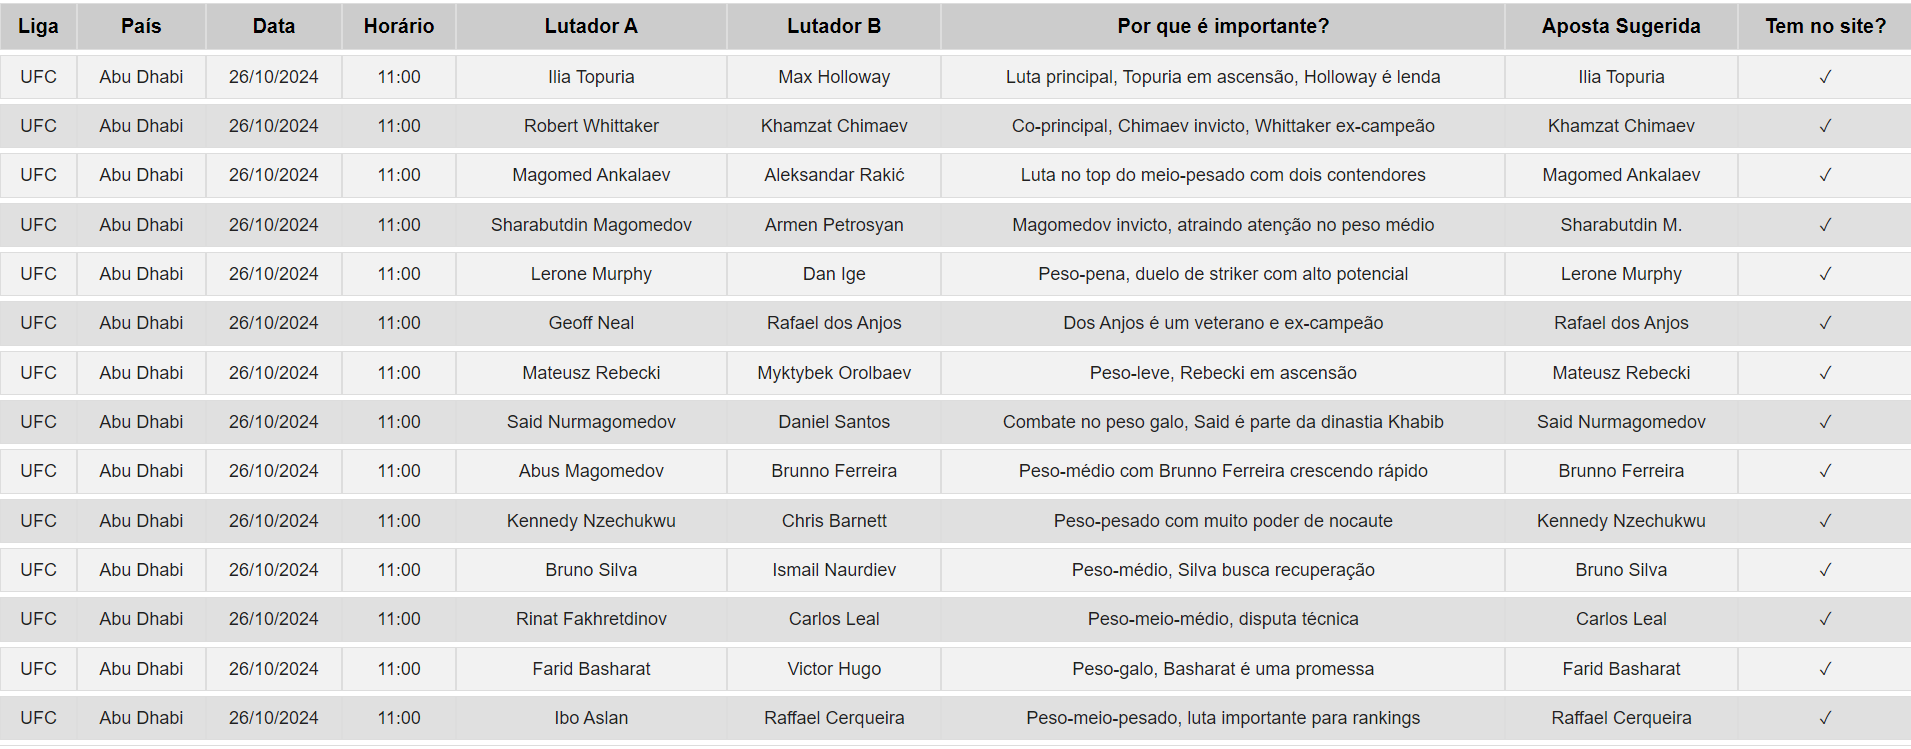 Liga País Data Horário Lutador A Lutador B Por que é importante? Aposta Sugerida Tem no site?
UFC Abu Dhabi 26/10/2024 11:00 Ilia Topuria Max Holloway Luta principal, Topuria em ascensão, Holloway é lenda Ilia Topuria ✓
UFC Abu Dhabi 26/10/2024 11:00 Robert Whittaker Khamzat Chimaev Co-principal, Chimaev invicto, Whittaker ex-campeão Khamzat Chimaev ✓
UFC Abu Dhabi 26/10/2024 11:00 Magomed Ankalaev Aleksandar Rakić Luta no top do meio-pesado com dois contendores Magomed Ankalaev ✓
UFC Abu Dhabi 26/10/2024 11:00 Sharabutdin Magomedov Armen Petrosyan Magomedov invicto, atraindo atenção no peso médio Sharabutdin M. ✓
UFC Abu Dhabi 26/10/2024 11:00 Lerone Murphy Dan Ige Peso-pena, duelo de striker com alto potencial Lerone Murphy ✓
UFC Abu Dhabi 26/10/2024 11:00 Geoff Neal Rafael dos Anjos Dos Anjos é um veterano e ex-campeão Rafael dos Anjos ✓
UFC Abu Dhabi 26/10/2024 11:00 Mateusz Rebecki Myktybek Orolbaev Peso-leve, Rebecki em ascensão Mateusz Rebecki ✓
UFC Abu Dhabi 26/10/2024 11:00 Said Nurmagomedov Daniel Santos Combate no peso galo, Said é parte da dinastia Khabib Said Nurmagomedov ✓
UFC Abu Dhabi 26/10/2024 11:00 Abus Magomedov Brunno Ferreira Peso-médio com Brunno Ferreira crescendo rápido Brunno Ferreira ✓
UFC Abu Dhabi 26/10/2024 11:00 Kennedy Nzechukwu Chris Barnett Peso-pesado com muito poder de nocaute Kennedy Nzechukwu ✓
UFC Abu Dhabi 26/10/2024 11:00 Bruno Silva Ismail Naurdiev Peso-médio, Silva busca recuperação Bruno Silva ✓
UFC Abu Dhabi 26/10/2024 11:00 Rinat Fakhretdinov Carlos Leal Peso-meio-médio, disputa técnica Carlos Leal ✓
UFC Abu Dhabi 26/10/2024 11:00 Farid Basharat Victor Hugo Peso-galo, Basharat é uma promessa Farid Basharat ✓
UFC Abu Dhabi 26/10/2024 11:00 Ibo Aslan Raffael Cerqueira Peso-meio-pesado, luta importante para rankings Raffael Cerqueira ✓